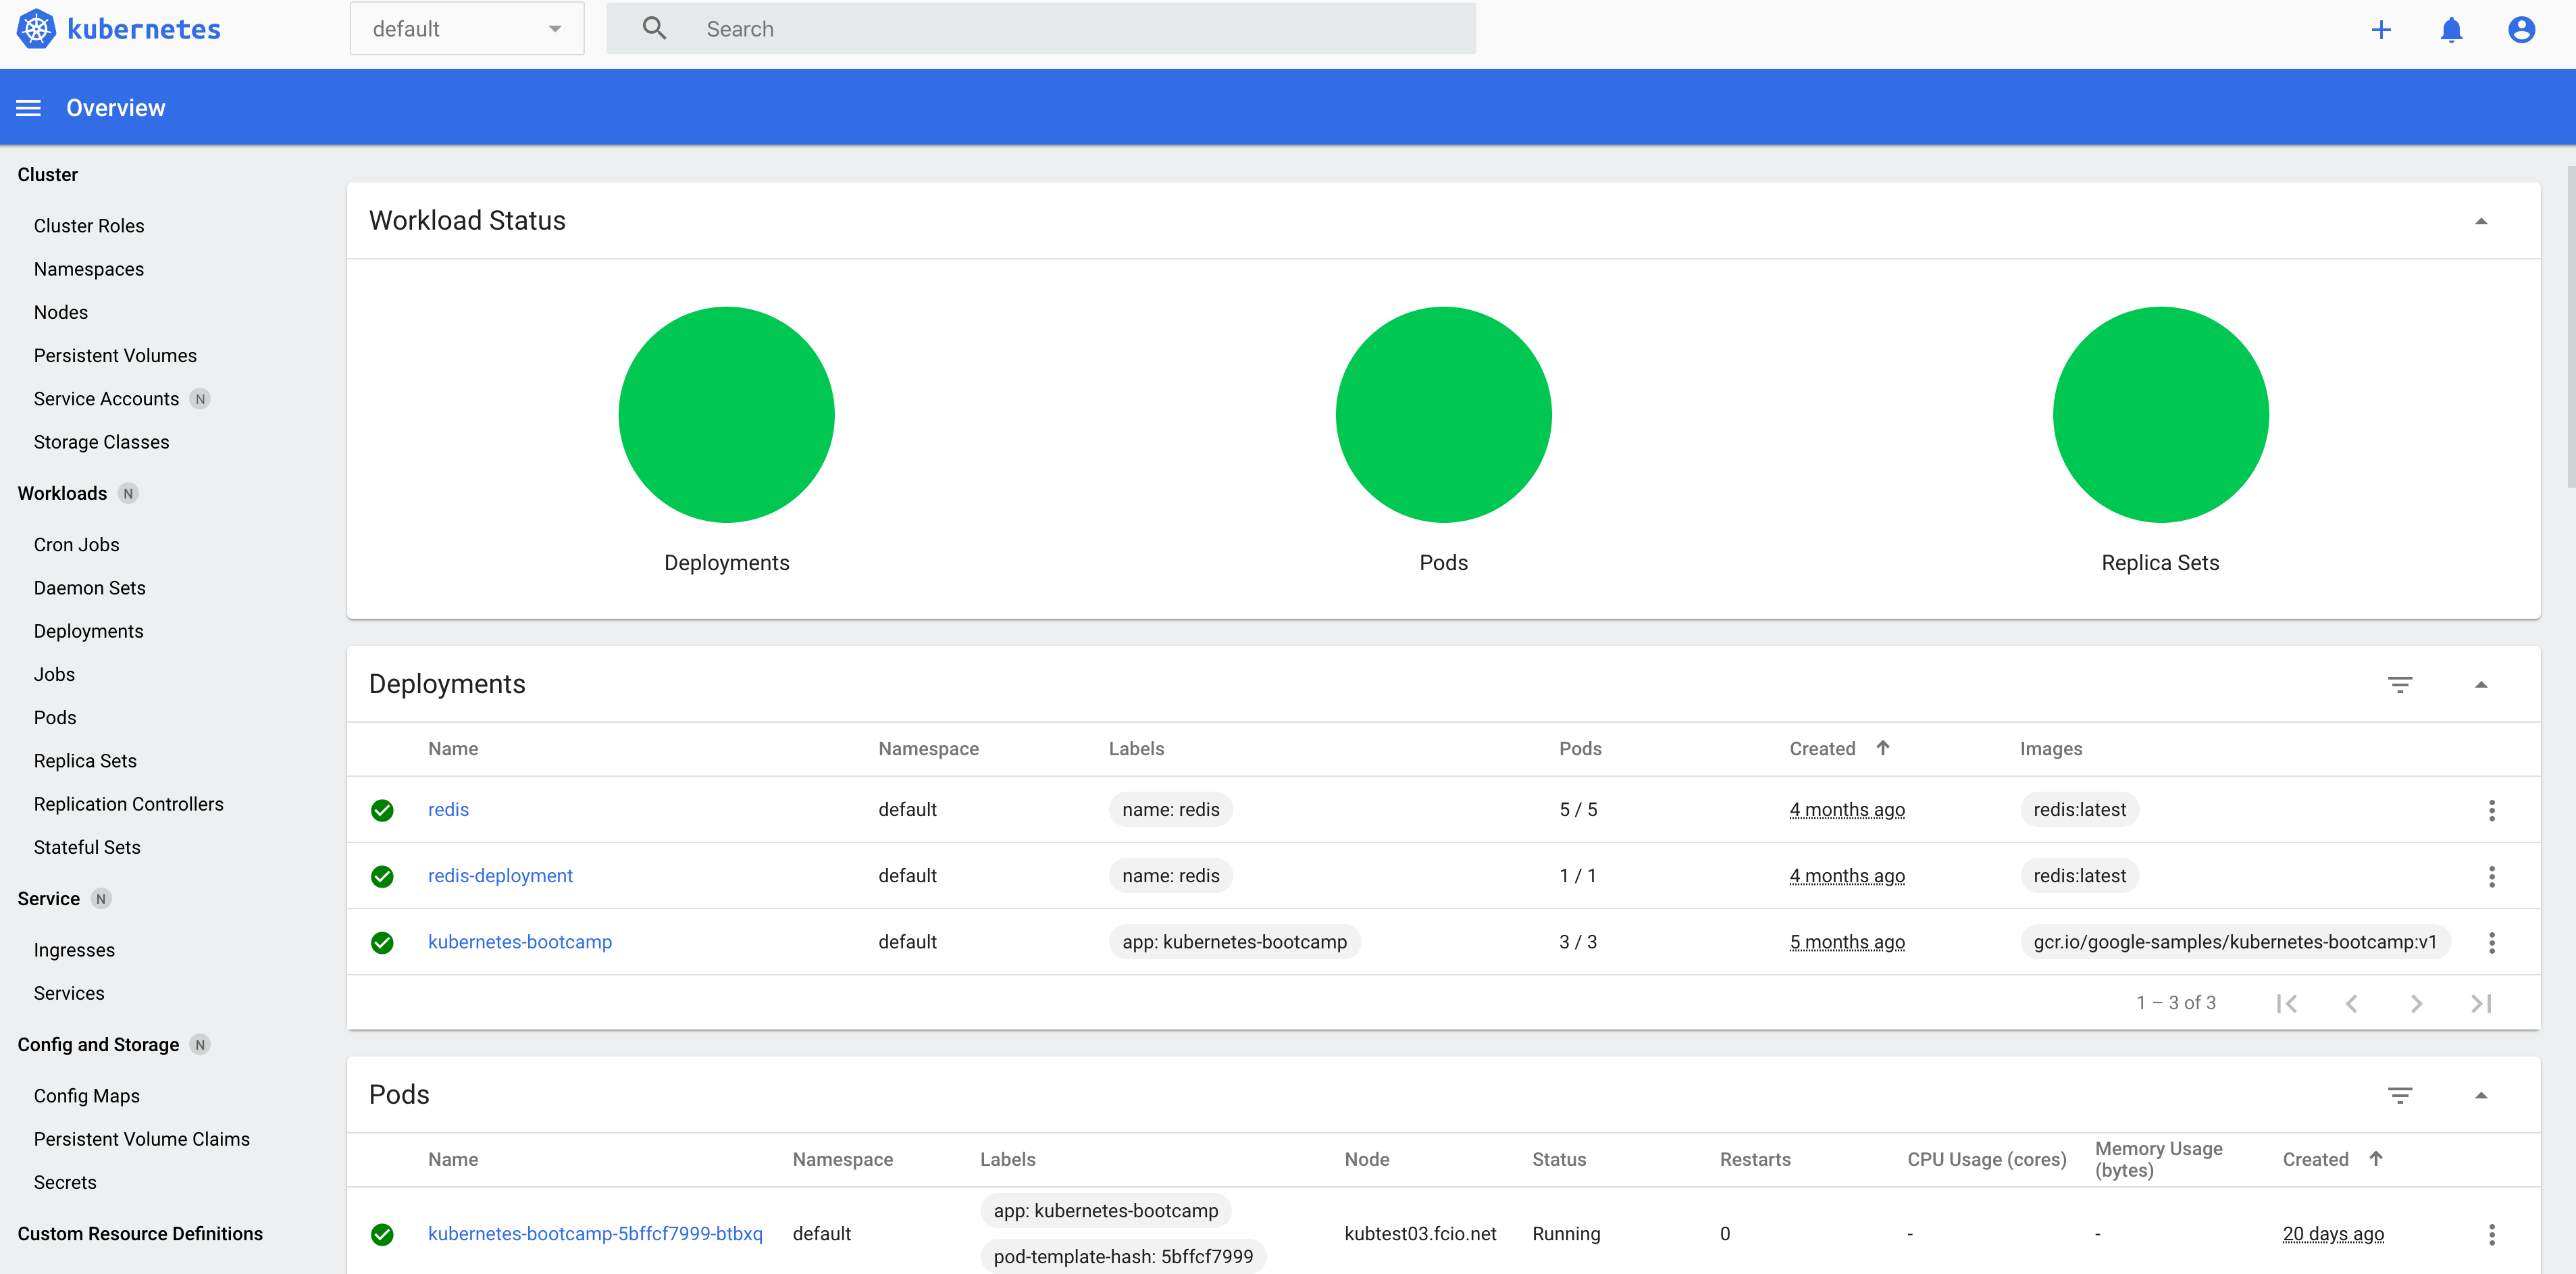 kubernetes
default
Search
Overview
Cluster
Cluster Roles
Namespaces
Nodes
Persistent Volumes
Service Accounts N
Storage Classes
Workloads N
Cron Jobs
Daemon Sets
Deployments
Jobs
Pods
Replica Sets
Replication Controllers
Stateful Sets
Service N
Ingresses
Services
Config and Storage N
Config Maps
Persistent Volume Claims
Secrets
Custom Resource Definitions
Workload Status
Deployments Pods Replica Sets
Deployments
Name Namespace Labels Pods Created Images
redis default name: redis 5 / 5 4 months ago redis:latest
redis-deployment default name: redis 1 / 1 4 months ago redis:latest
kubernetes-bootcamp default app: kubernetes-bootcamp 3 / 3 5 months ago gcr.io/google-samples/kubernetes-bootcamp:v1
1 – 3 of 3
Pods
Name Namespace Labels Node Status Restarts CPU Usage (cores) Memory Usage
(bytes) Created
app: kubernetes-bootcamp
kubernetes-bootcamp-5bffcf7999-btbxq default kubtest03.fcio.net Running 0 - - 20 days ago
pod-template-hash: 5bffcf7999